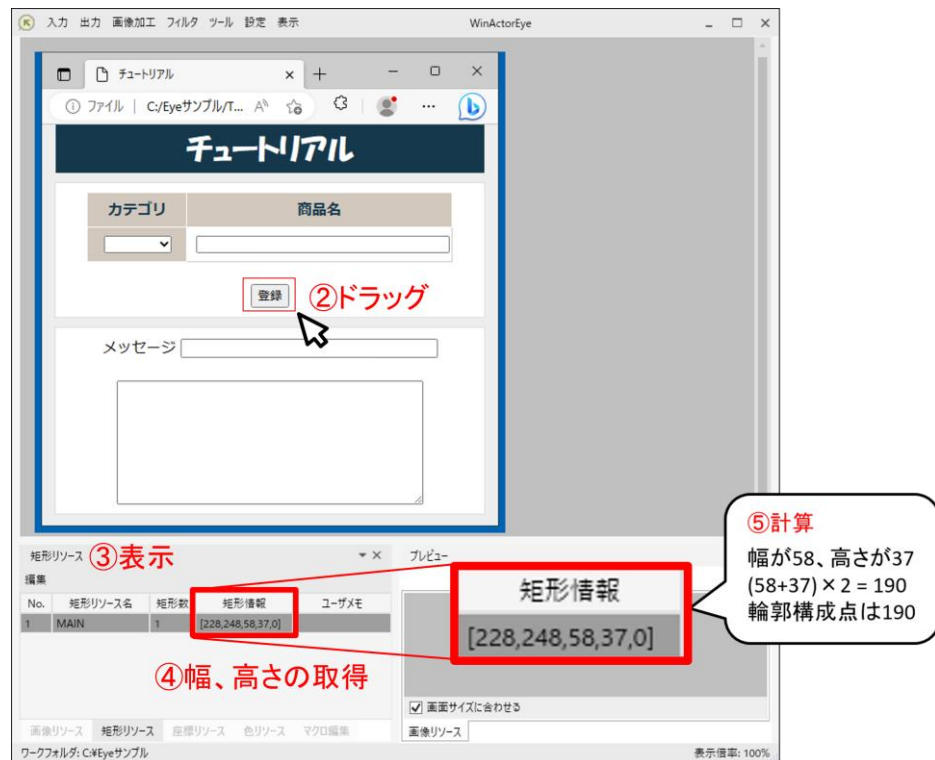 入力 出力 画像加工 フィルタ ツール 設定 表示 WinActorEye
チュートリアル
ファイル | C:/Eyeサンプル/T...
チュートリアル
カテゴリ 商品名
登録 ②ドラッグ
メッセージ
矩形リソース ③表示
編集
No. 矩形リソース名 矩形数 矩形情報 ユーザメモ
1 MAIN 1 [228,248,58,37,0]
④幅、高さの取得
画像リソース 矩形リソース 座標リソース 色リソース マクロ編集
プレビュー
矩形情報
[228,248,58,37,0]
画面サイズに合わせる
画像リソース
⑤計算
幅が58、高さが37
(58+37)×2 = 190
輪郭構成点は190
ワークフォルダ: C:¥Eyeサンプル 表示倍率: 100%